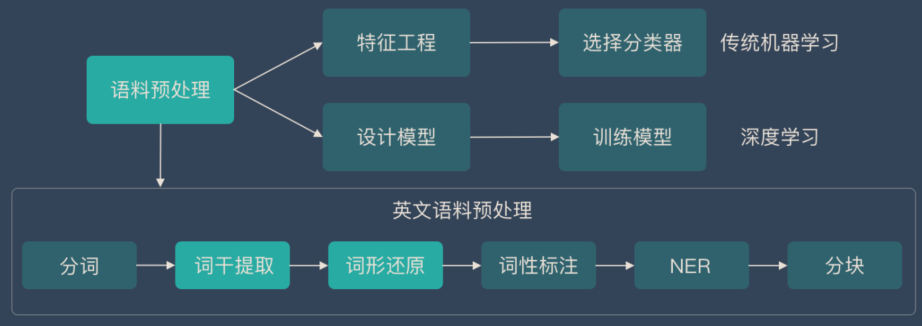 特征工程
选择分类器
传统机器学习
语料预处理
设计模型
训练模型
深度学习
英文语料预处理
分词
词干提取
词形还原
词性标注
NER
分块